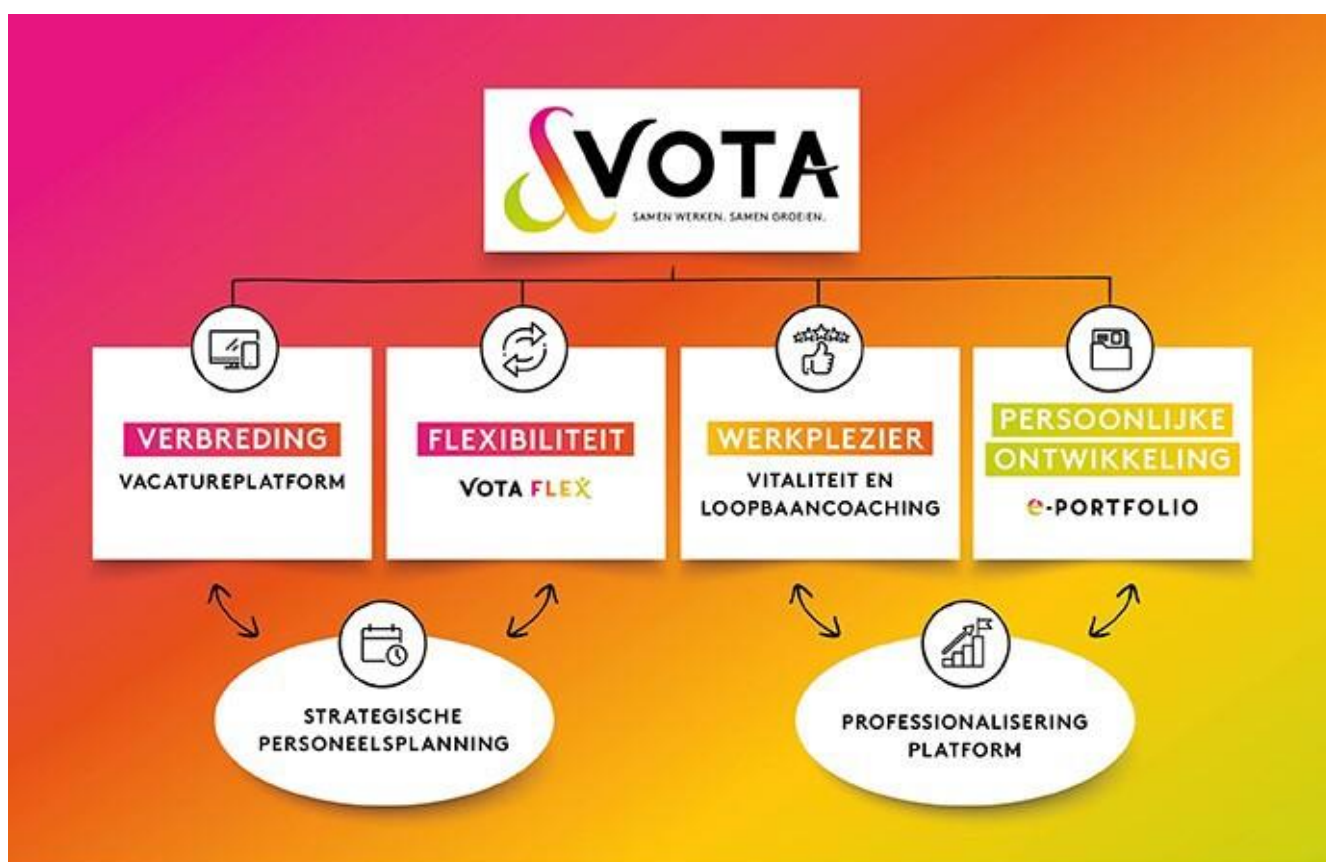 &VOTA
SAMEN WERKEN. SAMEN GROEIEN.
VERBREDING
VACATUREPLATFORM
FLEXIBILITEIT
VOTA FLEX
WERKPLEZIER
VITALITEIT EN
LOOPBAANCOACHING
PERSOONLIJKE
ONTWIKKELING
e-PORTFOLIO
STRATEGISCHE
PERSONEELSPLANNING
PROFESSIONALISERING
PLATFORM